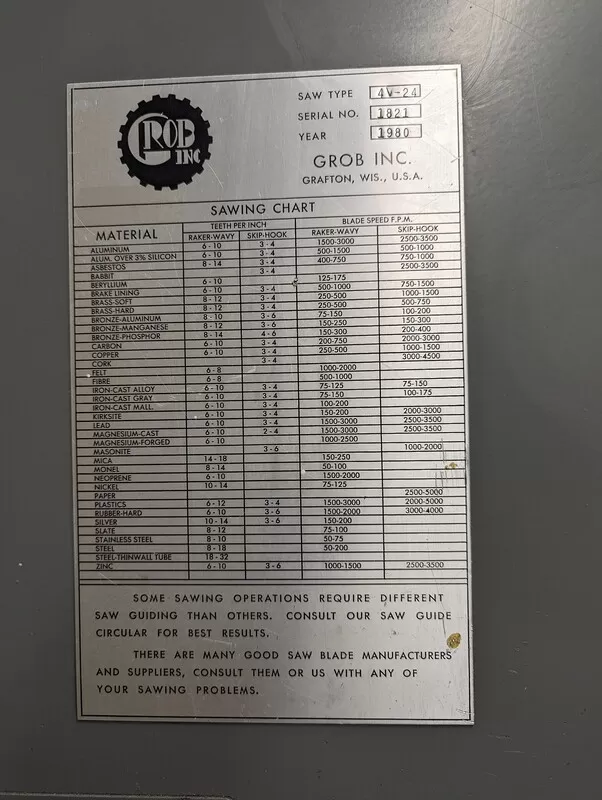 GROB INC
SAW TYPE 4V-24
SERIAL NO. 1821
YEAR 1980
GROB INC.
GRAFTON, WIS., U.S.A.
SAWING CHART
MATERIAL TEETH PER INCH BLADE SPEED F.P.M.
RAKER-WAVY SKIP-HOOK RAKER-WAVY SKIP-HOOK
ALUMINUM 6-10 3-4 1500-3000 2500-3500
ALUM. OVER 3% SILICON 6-10 3-4 500-1500 500-1000
ASBESTOS 8-14 3-4 400-750 750-1000
BABBIT 3-4 2500-3500
BERYLLIUM 6-10 125-175
BRAKE LINING 6-10 3-4 500-1000 750-1500
BRASS-SOFT 8-12 3-4 250-500 1000-1500
BRASS-HARD 8-12 3-4 250-500 500-750
BRONZE-ALUMINUM 8-10 3-6 75-150 100-200
BRONZE-MANGANESE 8-12 3-6 150-250 150-300
BRONZE-PHOSPHOR 8-14 4-6 150-300 200-400
CARBON 6-10 3-4 200-750 2000-3000
COPPER 6-10 3-4 250-500 1000-1500
CORK 3-4 3000-4500
FELT 6-8 1000-2000
FIBRE 6-8 500-1000
IRON-CAST ALLOY 6-10 3-4 75-125 75-150
IRON-CAST GRAY 6-10 3-4 75-150 100-175
IRON-CAST MALL. 6-10 3-4 100-200
KIRKSITE 6-10 3-4 150-200 2000-3000
LEAD 6-10 3-4 1500-3000 2500-3500
MAGNESIUM-CAST 6-10 2-4 1500-3000 2500-3500
MAGNESIUM-FORGED 6-10 1000-2500
MASONITE 3-6 1000-2000
MICA 14-18 150-250
MONEL 8-14 50-100
NEOPRENE 6-10 1500-2000
NICKEL 10-14 75-125
PAPER 2500-5000
PLASTICS 6-12 3-4 1500-3000 2000-5000
RUBBER-HARD 6-10 3-6 1500-2000 3000-4000
SILVER 10-14 3-6 150-200
SLATE 8-12 75-100
STAINLESS STEEL 8-10 50-75
STEEL 8-18 50-200
STEEL-THINWALL TUBE 18-32
ZINC 6-10 3-6 1000-1500 2500-3500
SOME SAWING OPERATIONS REQUIRE DIFFERENT
SAW GUIDING THAN OTHERS. CONSULT OUR SAW GUIDE
CIRCULAR FOR BEST RESULTS.
THERE ARE MANY GOOD SAW BLADE MANUFACTURERS
AND SUPPLIERS, CONSULT THEM OR US WITH ANY OF
YOUR SAWING PROBLEMS.